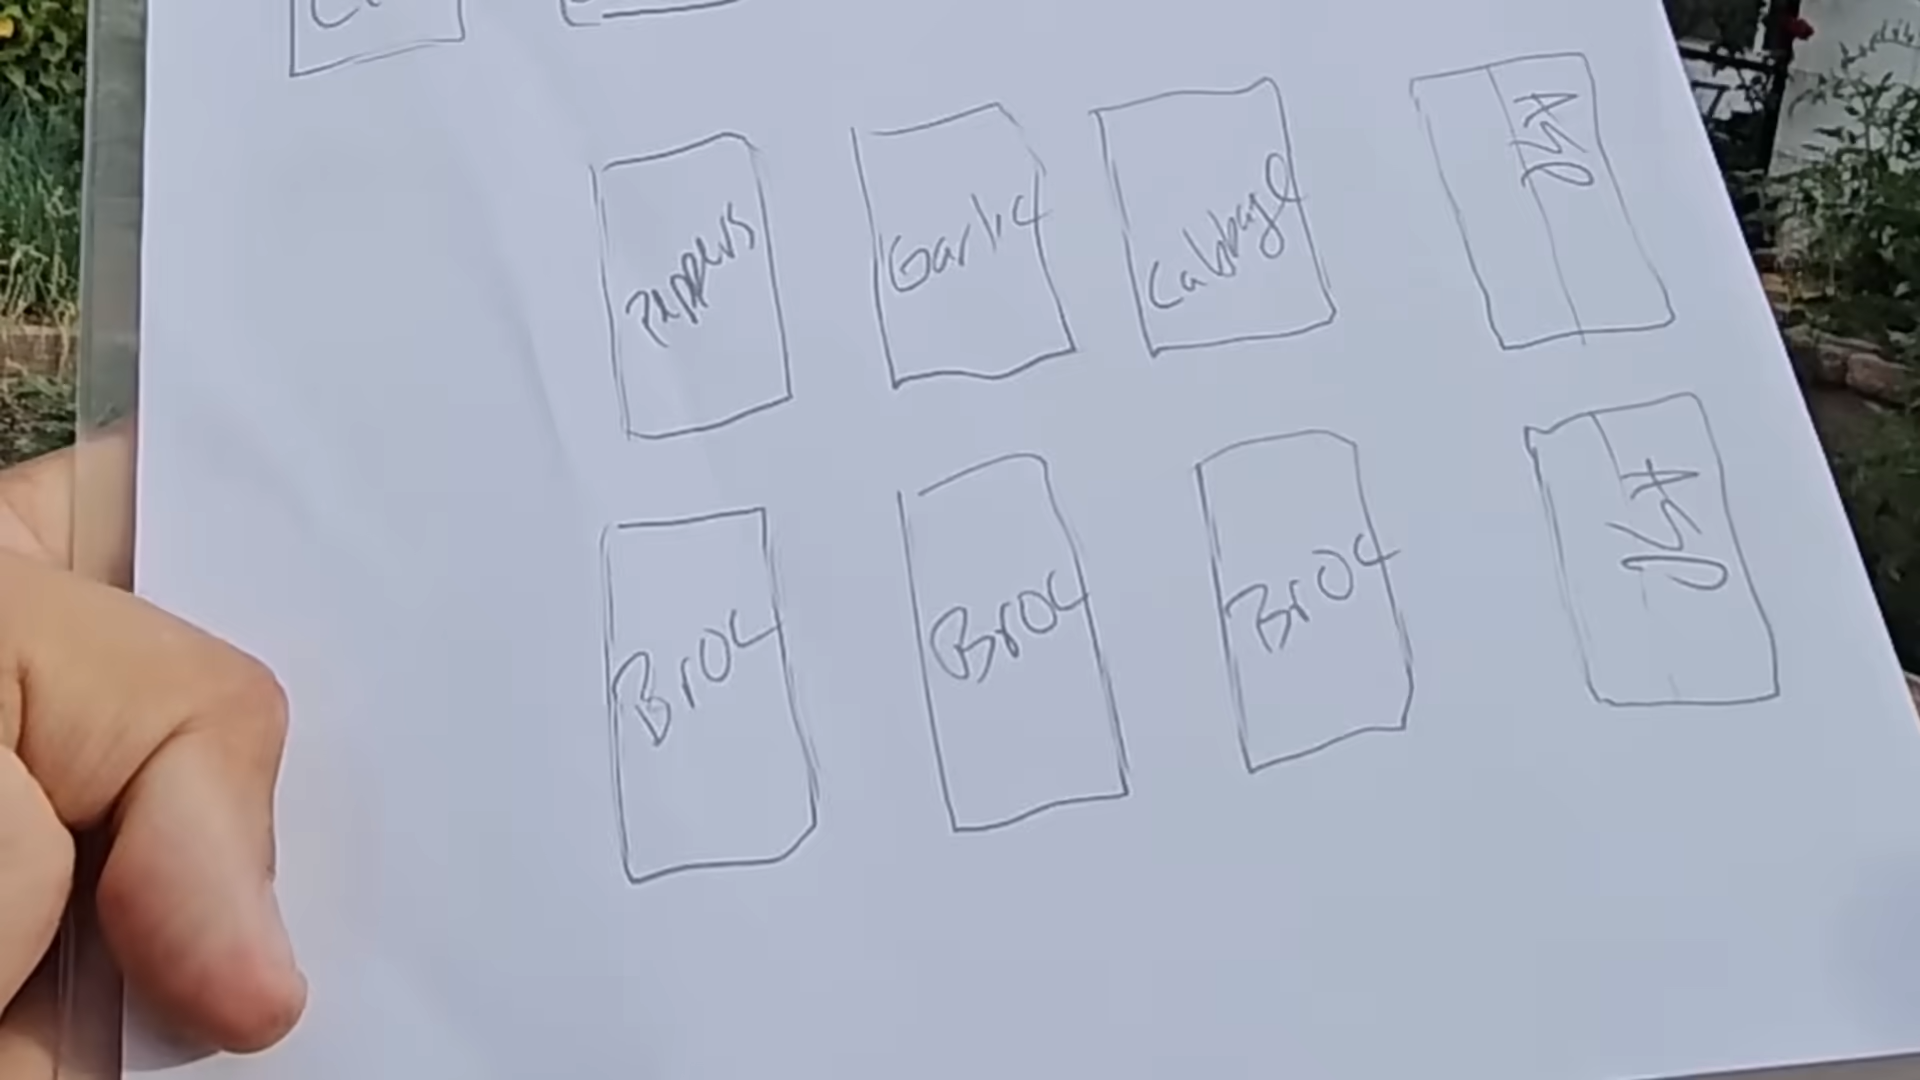 Peppers
Garlic
Cabbage
Asp
Broc
Broc
Broc
Asp